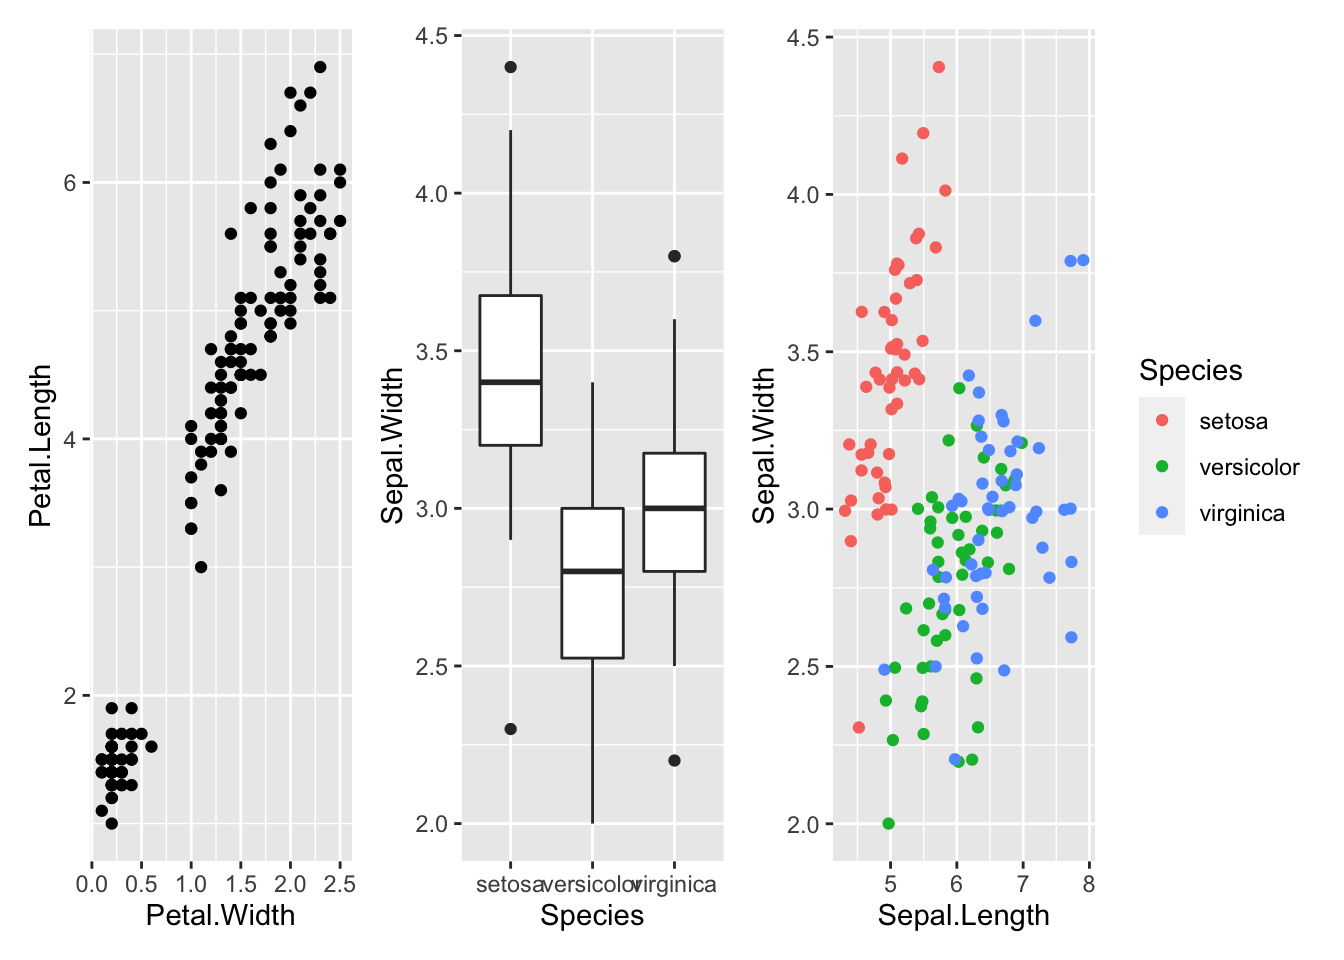 Petal.Length
6
4
2
0.0 0.5 1.0 1.5 2.0 2.5
Petal.Width
Sepal.Width
4.5
4.0
3.5
3.0
2.5
2.0
setosa versicolor virginica
Species
Sepal.Width
4.5
4.0
3.5
3.0
2.5
2.0
5 6 7 8
Sepal.Length
Species
setosa
versicolor
virginica